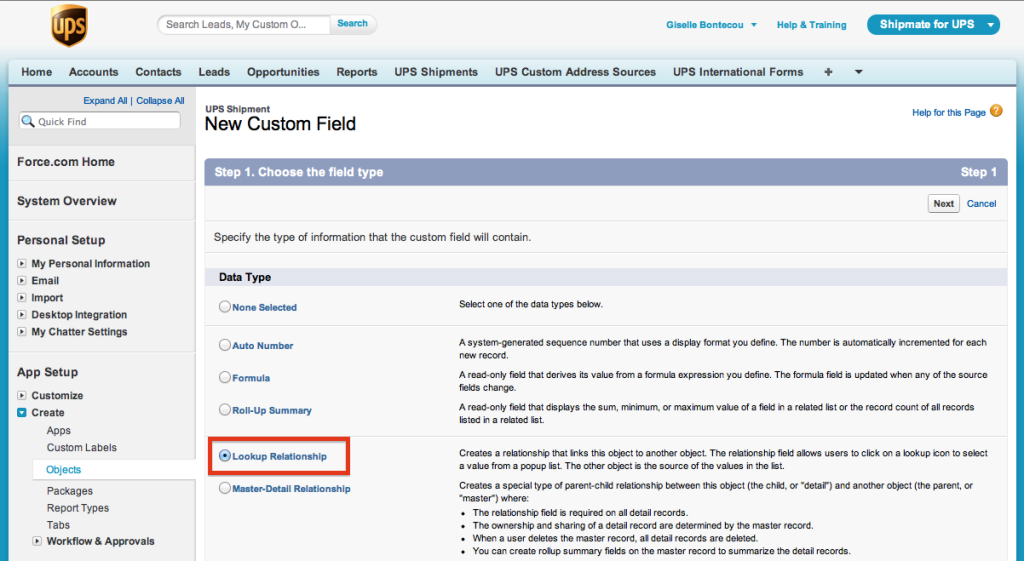 ups
Search Leads, My Custom O...
Search
Giselle Bontecou
Help & Training
Shipmate for UPS
Home Accounts Contacts Leads Opportunities Reports UPS Shipments UPS Custom Address Sources UPS International Forms +
Expand All | Collapse All
Quick Find
Force.com Home
System Overview
Personal Setup
My Personal Information
Email
Import
Desktop Integration
My Chatter Settings
App Setup
Customize
Create
Apps
Custom Labels
Objects
Packages
Report Types
Tabs
Workflow & Approvals
UPS Shipment
New Custom Field
Help for this Page ?
Step 1. Choose the field type
Step 1
Next Cancel
Specify the type of information that the custom field will contain.
Data Type
None Selected
Select one of the data types below.
Auto Number
A system-generated sequence number that uses a display format you define. The number is automatically incremented for each
new record.
Formula
A read-only field that derives its value from a formula expression you define. The formula field is updated when any of the source
fields change.
Roll-Up Summary
A read-only field that displays the sum, minimum, or maximum value of a field in a related list or the record count of all records
listed in a related list.
Lookup Relationship
Creates a relationship that links this object to another object. The relationship field allows users to click on a lookup icon to select
a value from a popup list. The other object is the source of the values in the list.
Master-Detail Relationship
Creates a special type of parent-child relationship between this object (the child, or "detail") and another object (the parent, or
"master") where:
• The relationship field is required on all detail records.
• The ownership and sharing of a detail record are determined by the master record.
• When a user deletes the master record, all detail records are deleted.
• You can create rollup summary fields on the master record to summarize the detail records.